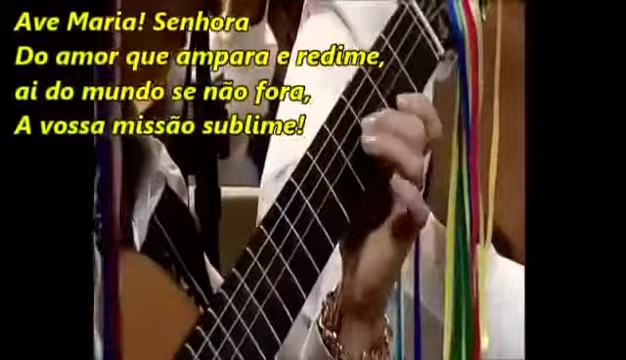 Ave Maria! Senhora
Do amor que ampara e redime,
ai do mundo se não fora,
A vossa missão sublime!